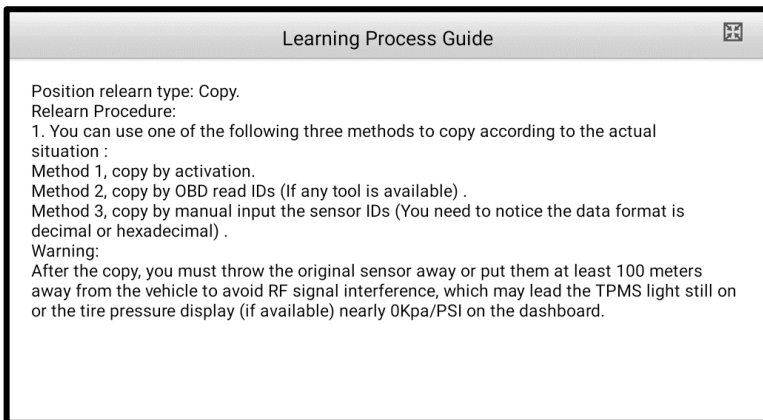 Learning Process Guide
Position relearn type: Copy.
Relearn Procedure:
1. You can use one of the following three methods to copy according to the actual
situation :
Method 1, copy by activation.
Method 2, copy by OBD read IDs (If any tool is available) .
Method 3, copy by manual input the sensor IDs (You need to notice the data format is
decimal or hexadecimal) .
Warning:
After the copy, you must throw the original sensor away or put them at least 100 meters
away from the vehicle to avoid RF signal interference, which may lead the TPMS light still on
or the tire pressure display (if available) nearly 0Kpa/PSI on the dashboard.